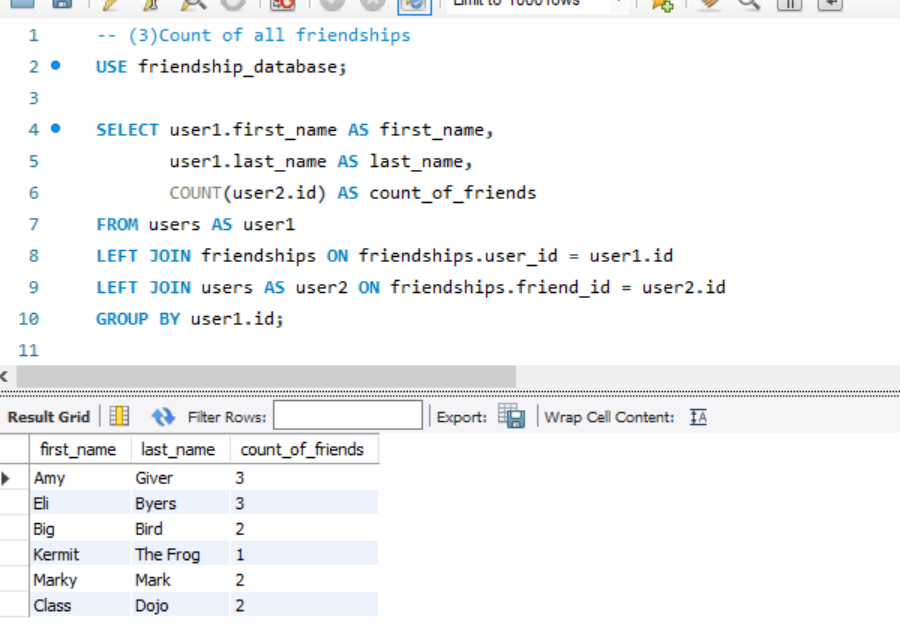 Limit to 1000 rows
1 -- (3)Count of all friendships
2 USE friendship_database;
3
4 SELECT user1.first_name AS first_name,
5 user1.last_name AS last_name,
6 COUNT(user2.id) AS count_of_friends
7 FROM users AS user1
8 LEFT JOIN friendships ON friendships.user_id = user1.id
9 LEFT JOIN users AS user2 ON friendships.friend_id = user2.id
10 GROUP BY user1.id;
11
Result Grid Filter Rows: Export: Wrap Cell Content:
first_name last_name count_of_friends
Amy Giver 3
Eli Byers 3
Big Bird 2
Kermit The Frog 1
Marky Mark 2
Class Dojo 2